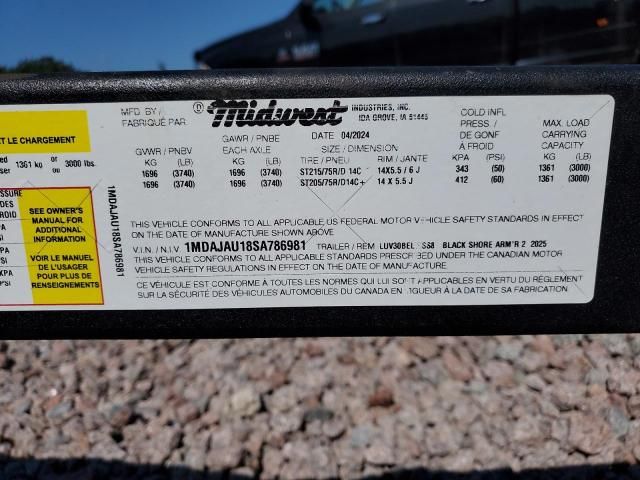 MFD. BY / FABRIQUÉ PAR Midwest INDUSTRIES, INC. IDA GROVE, IA 51445
DATE 04/2024
COLD INFL PRESS./ DE GONF À FROID
MAX. LOAD CARRYING CAPACITY
GVWR / PNBV
GAWR / PNBE EACH AXLE
SIZE / DIMENSION
KG (LB) KG (LB) TIRE / PNEU RIM / JANTE KPA (PSI) KG (LB)
1696 (3740) 1696 (3740) ST215/75R/D 14C 14X5.5 / 6 J 343 (50) 1361 (3000)
1696 (3740) 1696 (3740) ST205/75R/D14C+ 14 X 5.5 J 412 (60) 1361 (3000)
THIS VEHICLE CONFORMS TO ALL APPLICABLE, US FEDERAL MOTOR VEHICLE SAFETY STANDARDS IN EFFECT ON THE DATE OF MANUFACTURE SHOWN ABOVE.
V.I.N. / N.I.V. 1MDAJAU18SA786981 TRAILER / REM LUV30BEL BLACK SHORE ARM'R 2 2025
THIS VEHICLE CONFORMS TO ALL APPLICABLE STANDARDS PRESCRIBED UNDER THE CANADIAN MOTOR VEHICLE SAFETY REGULATIONS IN EFFECT ON THE DATE OF MANUFACTURE.
CE VÉHICULE EST CONFORME À TOUTES LES NORMES QUI LUI SONT APPLICABLES EN VERTU DU RÈGLEMENT
SUR LA SÉCURITÉ DES VÉHICULES AUTOMOBILES DU CANADA EN VIGUEUR À LA DATE DE SA FABRICATION.
ET LE CHARGEMENT
1361 kg ou 3000 lbs.
1MDAJAU18SA786981
SEE OWNER'S
MANUAL FOR
ADDITIONAL
INFORMATION
VOIR LE MANUEL
DE L'USAGER
POUR PLUS DE
RENSEIGNEMENTS